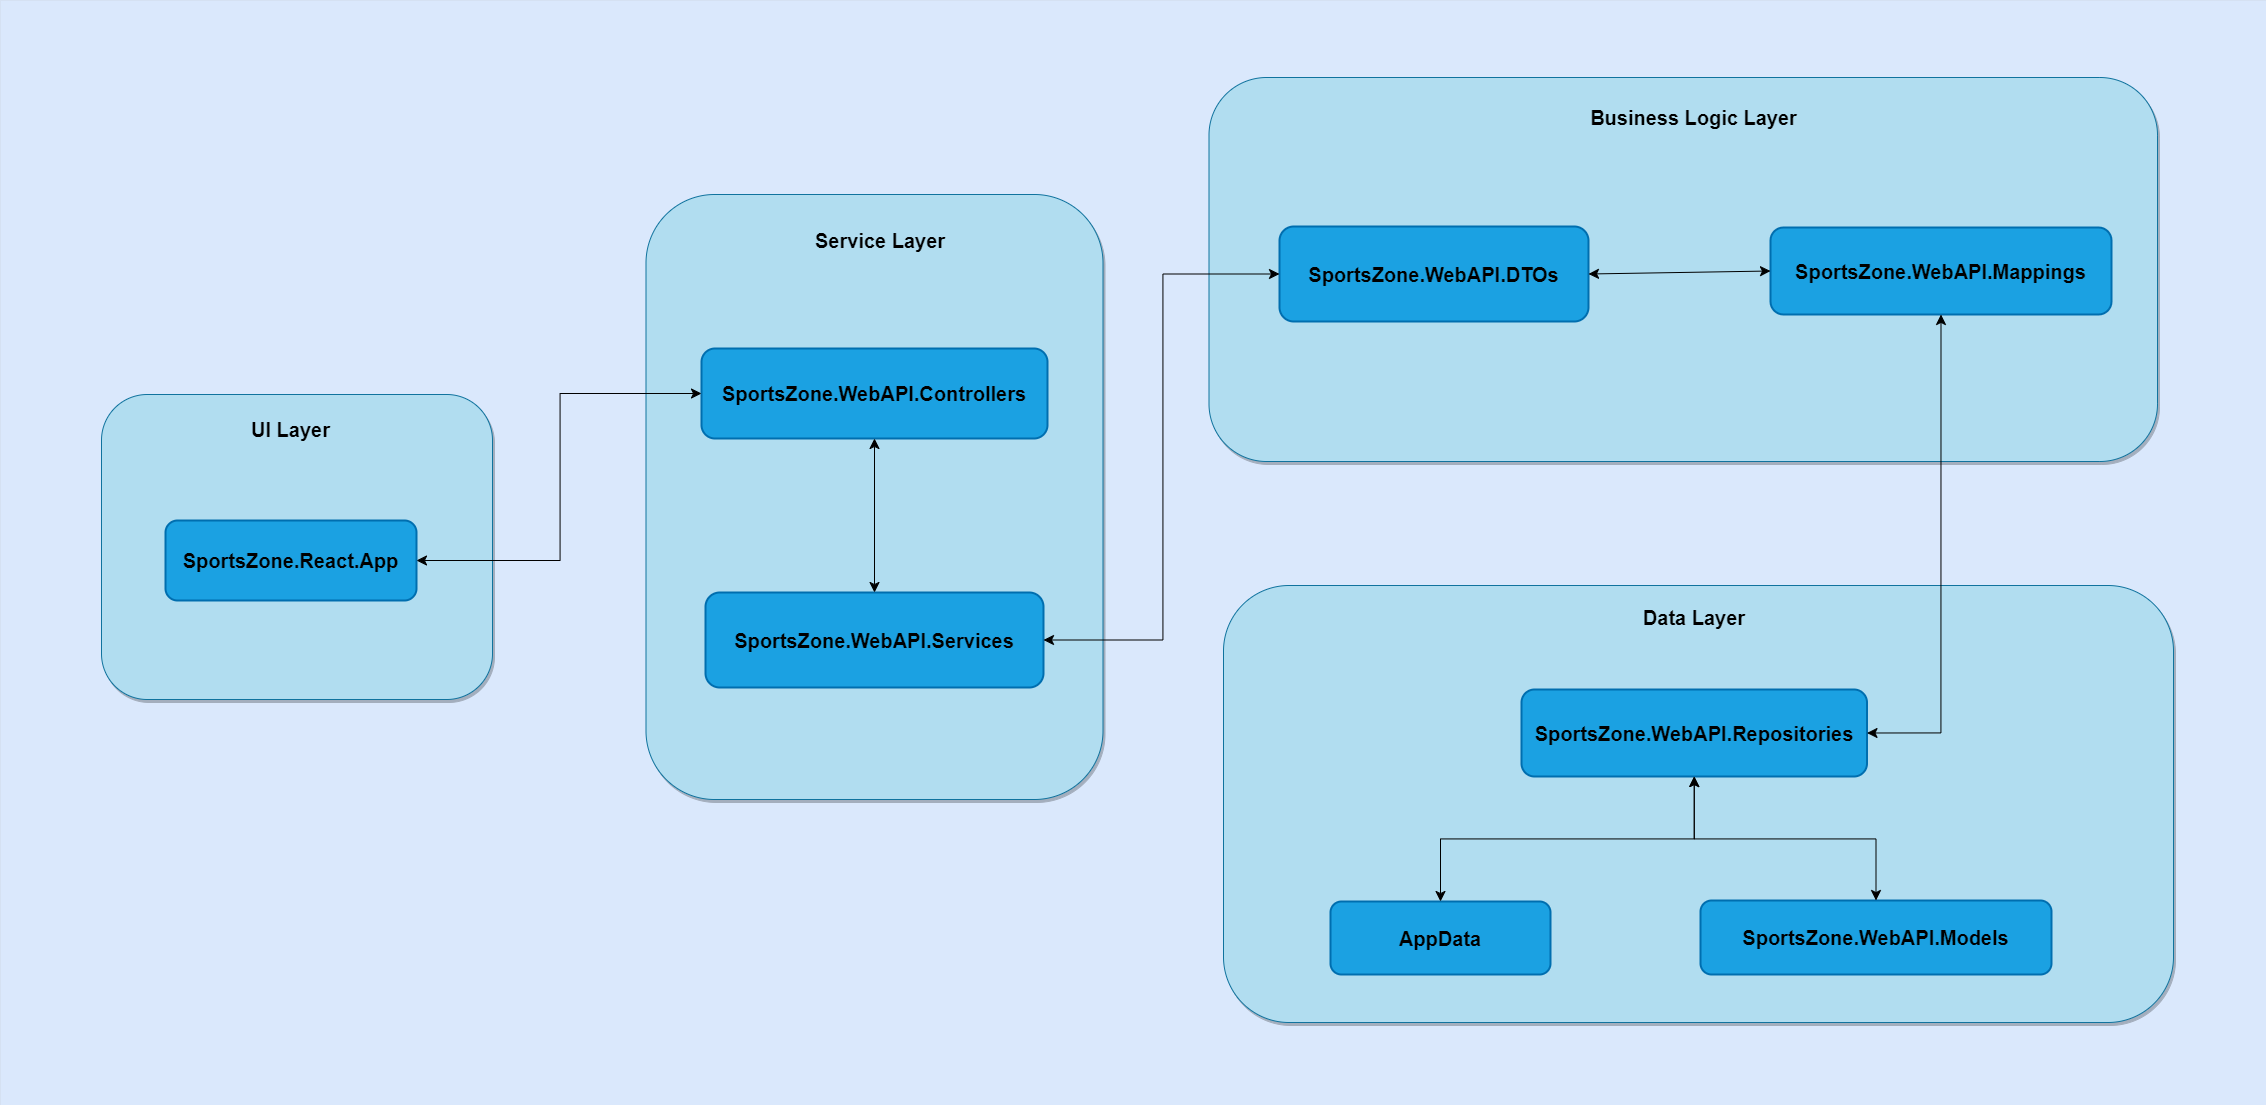 UI Layer
SportsZone.React.App
Service Layer
SportsZone.WebAPI.Controllers
SportsZone.WebAPI.Services
Business Logic Layer
SportsZone.WebAPI.DTOs
SportsZone.WebAPI.Mappings
Data Layer
SportsZone.WebAPI.Repositories
AppData
SportsZone.WebAPI.Models